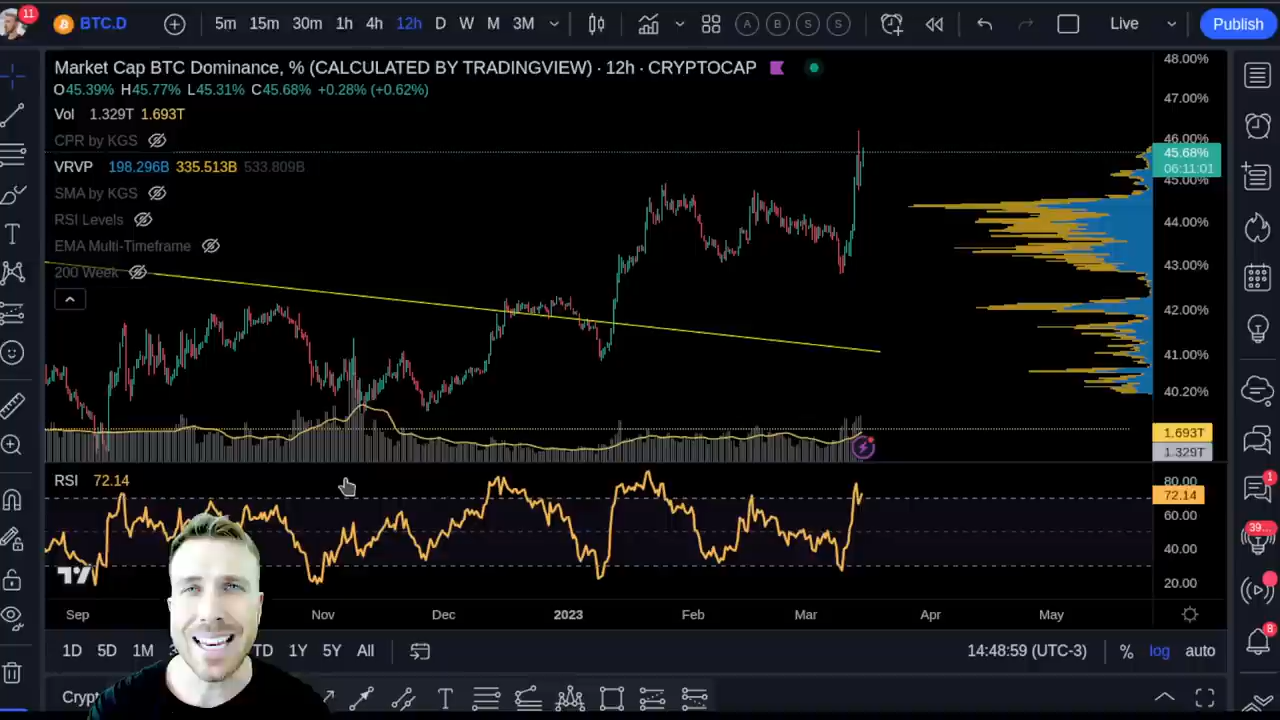 11
BTC.D
5m 15m 30m 1h 4h 12h D W M 3M
A B S S
Live
Publish
Market Cap BTC Dominance, % (CALCULATED BY TRADINGVIEW) · 12h · CRYPTOCAP
O45.39% H45.77% L45.31% C45.68% +0.28% (+0.62%)
Vol 1.329T 1.693T
CPR by KGS
VRVP 198.296B 335.513B 533.809B
SMA by KGS
RSI Levels
EMA Multi-Timeframe
200 Week
48.00%
47.00%
46.00%
45.68%
06:11:01
45.00%
44.00%
43.00%
42.00%
41.00%
40.20%
1.693T
1.329T
RSI 72.14
80.00
72.14
60.00
40.00
20.00
Sep Nov Dec 2023 Feb Mar Apr May
1D 5D 1M TD 1Y 5Y All
14:48:59 (UTC-3) % log auto
T
1
39...
8